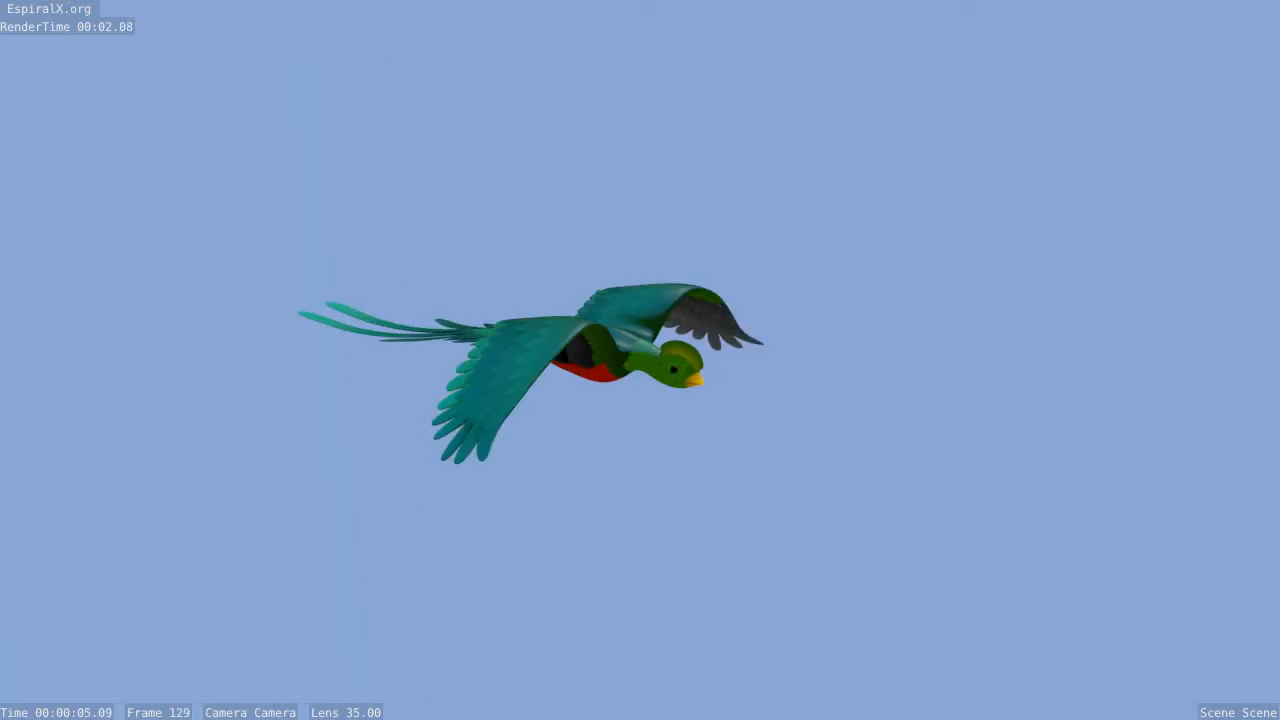 EspiralX.org
RenderTime 00:02.08
Time 00:00:05.09 Frame 129 Camera Camera Lens 35.00 Scene Scene